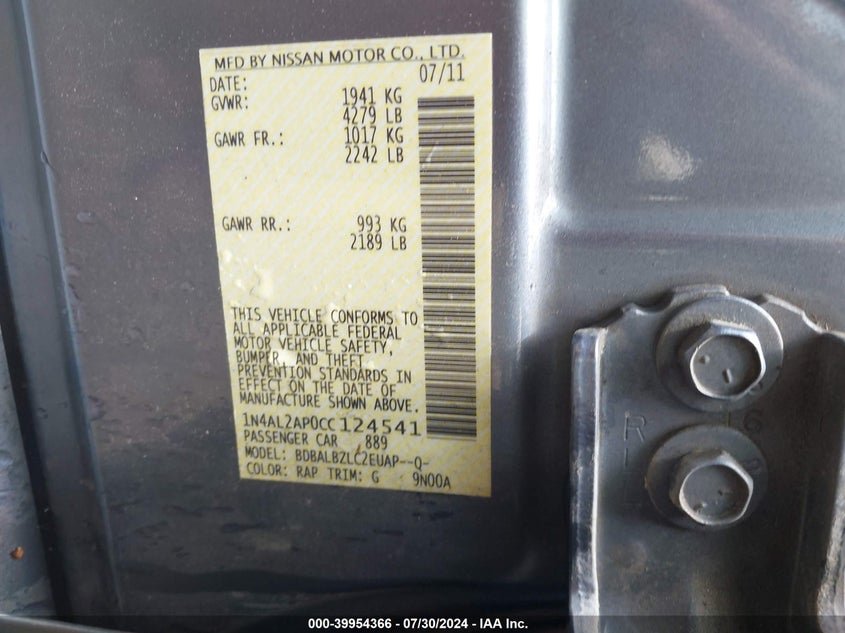 MFD BY NISSAN MOTOR CO., LTD.
DATE: 07/11
GVWR: 1941 KG
4279 LB
GAWR FR.: 1017 KG
2242 LB
GAWR RR.: 993 KG
2189 LB
THIS VEHICLE CONFORMS TO
ALL APPLICABLE FEDERAL
MOTOR VEHICLE SAFETY,
BUMPER, AND THEFT
PREVENTION STANDARDS IN
EFFECT ON THE DATE OF
MANUFACTURE SHOWN ABOVE.
1N4AL2AP0CC124541
PASSENGER CAR 889
MODEL: BDBALBZLC2EUAP--Q-
COLOR: RAP TRIM: G 9N00A
000-39954366 - 07/30/2024 - IAA Inc.